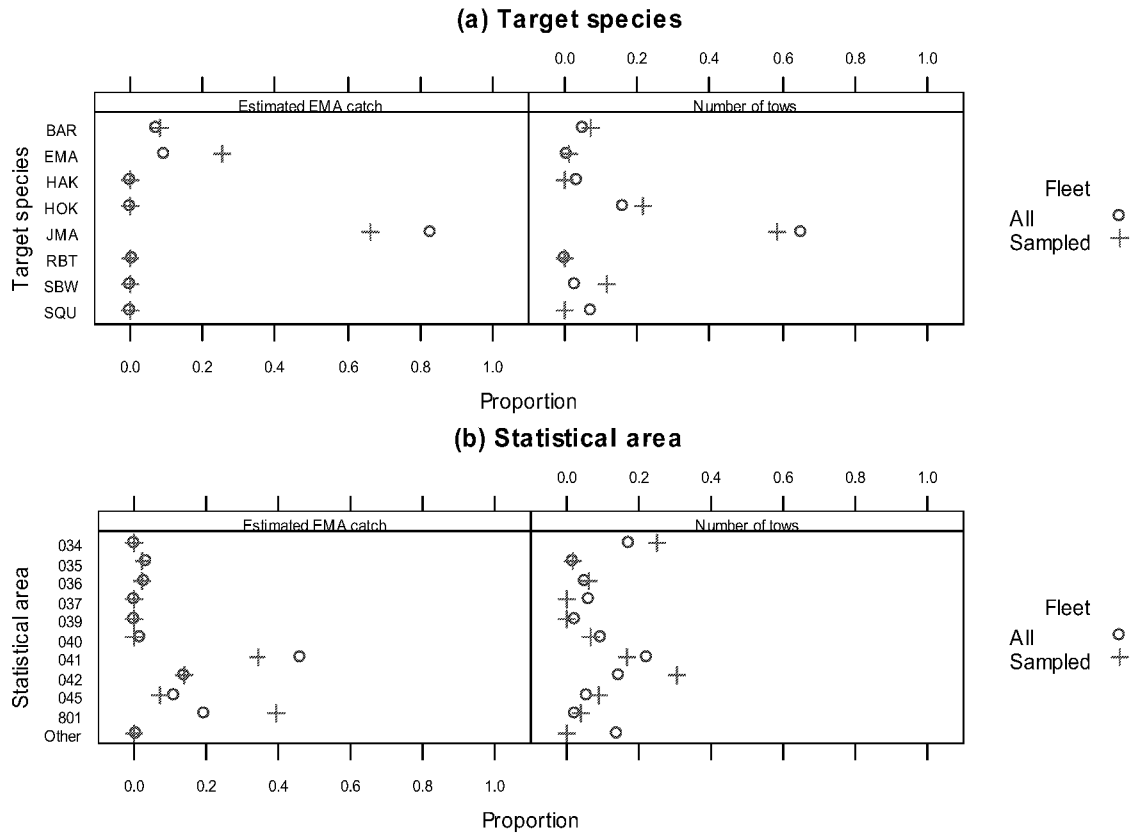 (a) Target species
0.0 0.2 0.4 0.6 0.8 1.0
Estimated EMA catch Number of tows
BAR
EMA
HAK
HOK
JMA
RBT
SBW
SQU
Target species
Fleet
All
Sampled
0.0 0.2 0.4 0.6 0.8 1.0
Proportion
(b) Statistical area
0.0 0.2 0.4 0.6 0.8 1.0
Estimated EMA catch Number of tows
034
035
036
037
039
040
041
042
045
801
Other
Statistical area
Fleet
All
Sampled
0.0 0.2 0.4 0.6 0.8 1.0
Proportion